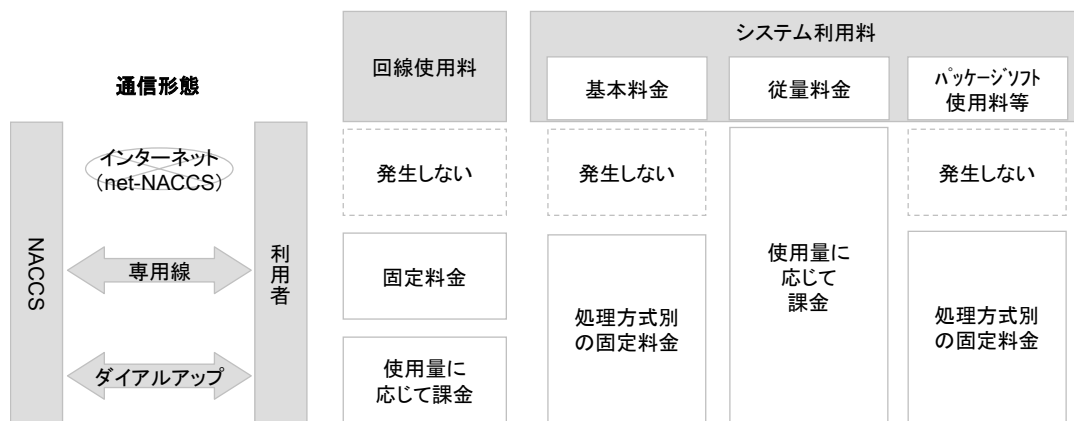 システム利用料
回線使用料
通信形態
基本料金
従量料金
パッケージソフト
使用料等
インターネット
（net-NACCS）
発生しない
発生しない
発生しない
NACCS
利用者
専用線
固定料金
使用量に
応じて
課金
処理方式別
の固定料金
処理方式別
の固定料金
ダイアルアップ
使用量に
応じて課金